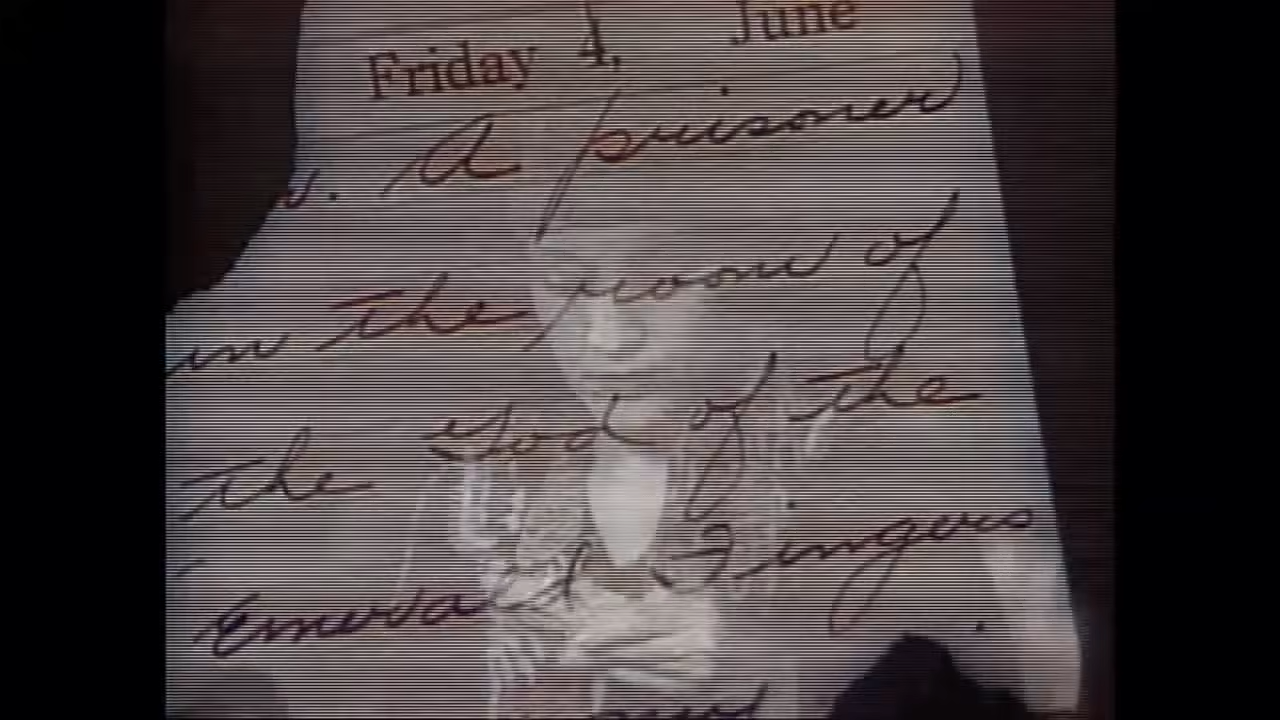 Friday 4, June
w. A prisoner
in the room of
the God of the
Emerald Fingers.